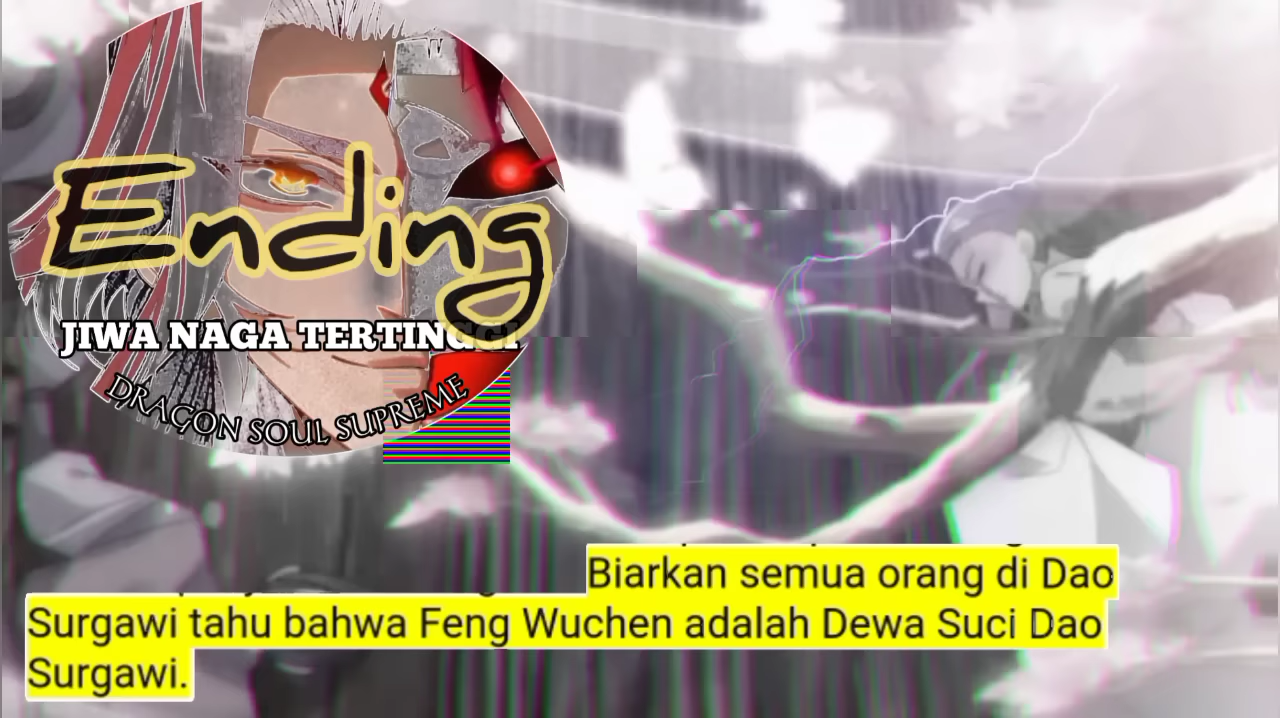 Ending
JIWA NAGA TERTINGGI
DRAGON SOUL SUPREME
Biarkan semua orang di Dao
Surgawi tahu bahwa Feng Wuchen adalah Dewa Suci Dao
Surgawi.